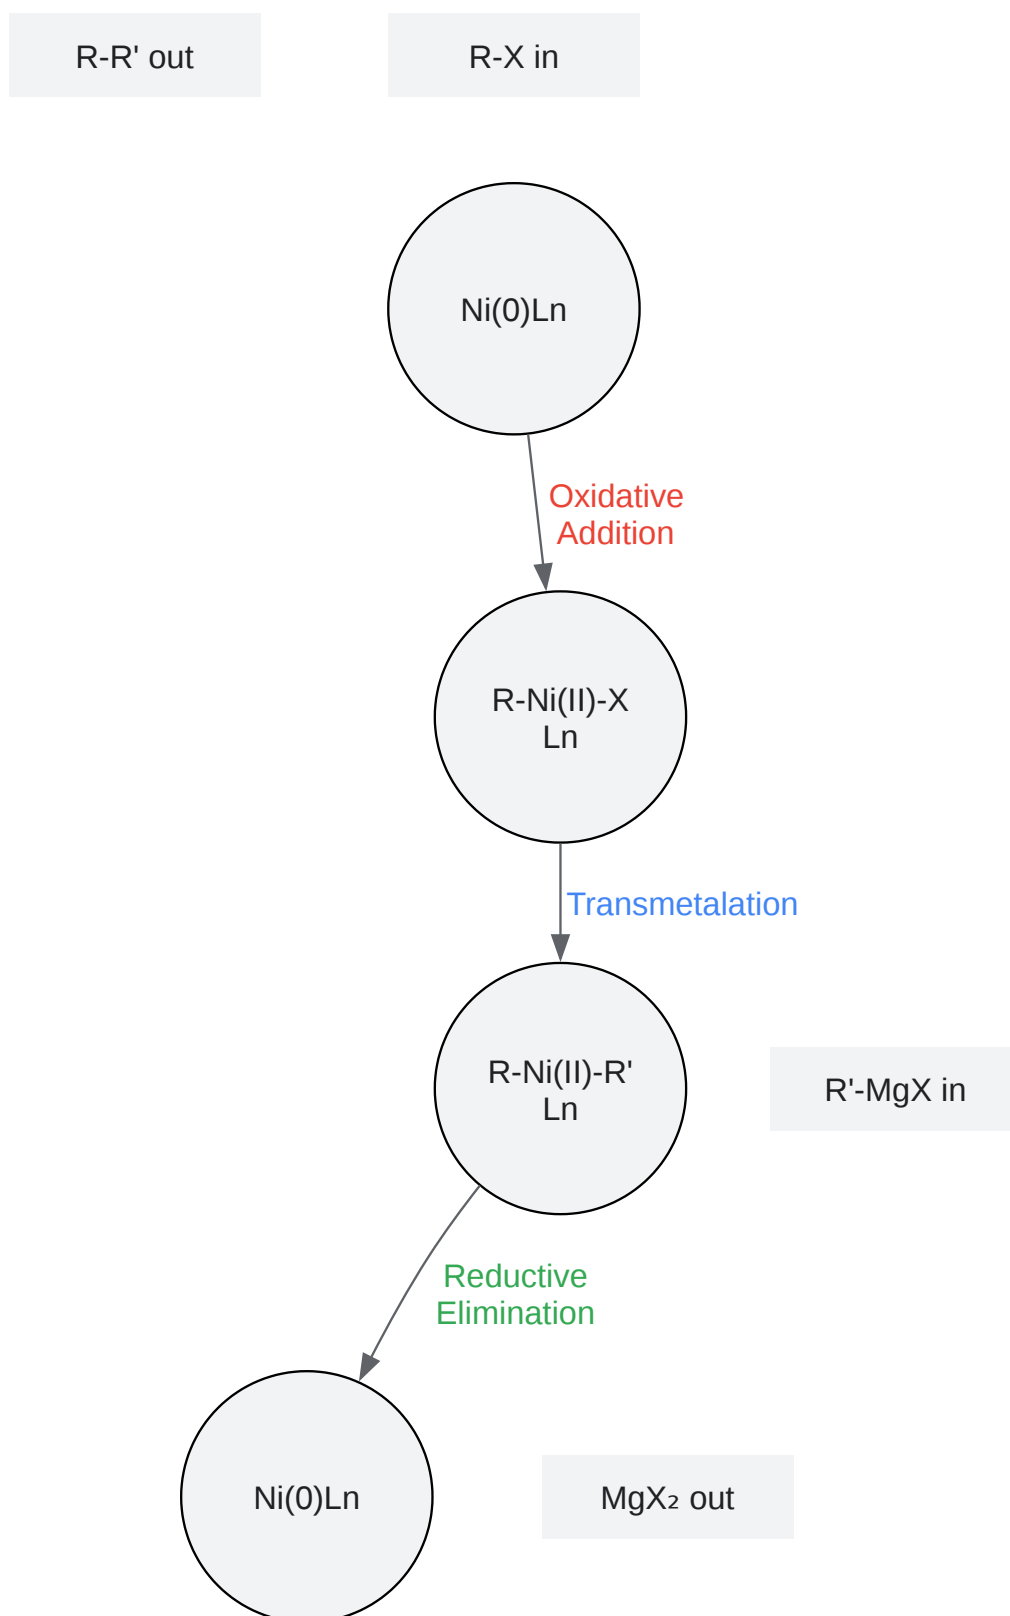 R-R' out
R-X in
Ni(0)Ln
Oxidative
Addition
R-Ni(II)-X
Ln
Transmetalation
R-Ni(II)-R'
Ln
R'-MgX in
Reductive
Elimination
Ni(0)Ln
MgX₂ out